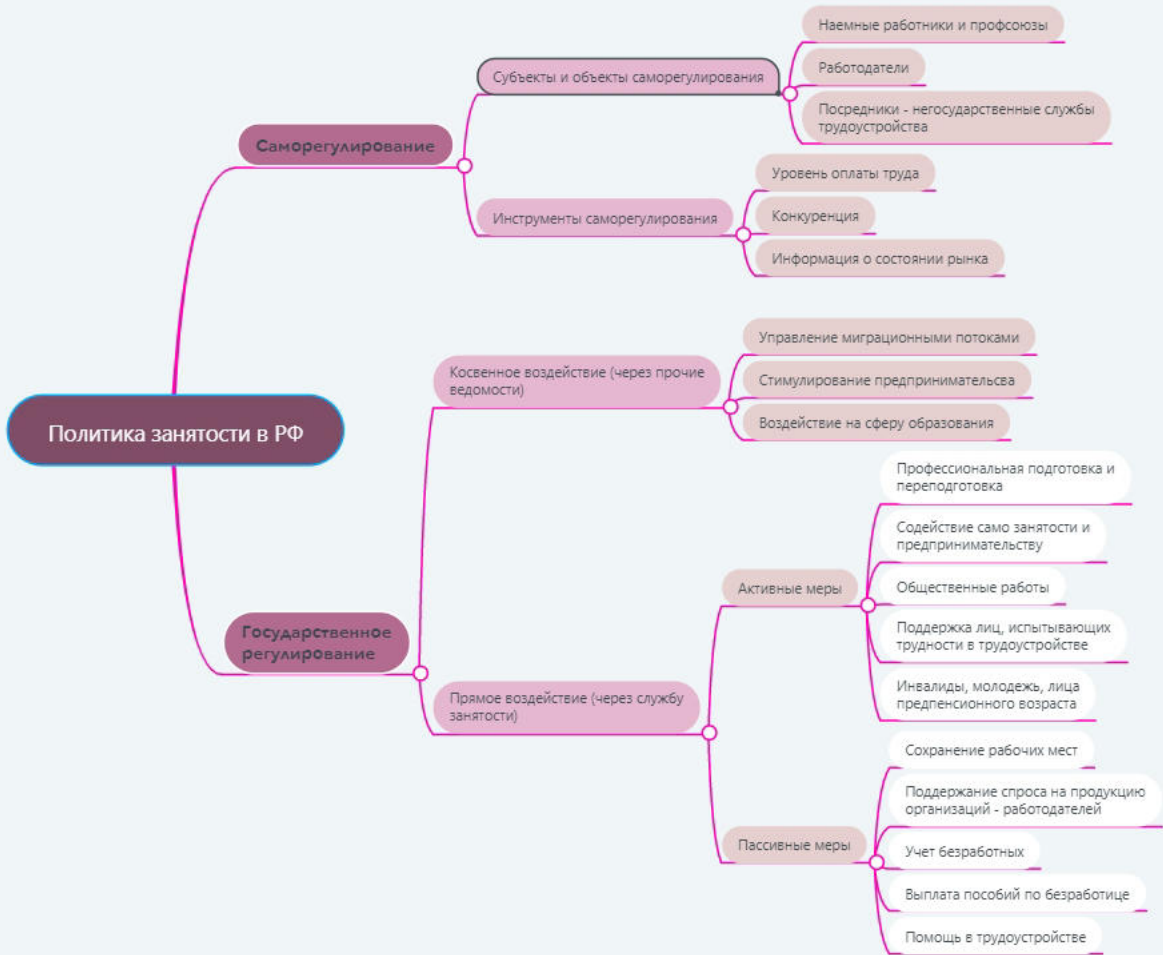 Политика занятости в РФ
Саморегулирование
Субъекты и объекты саморегулирования
Наемные работники и профсоюзы
Работодатели
Посредники - негосударственные службы
трудоустройства
Инструменты саморегулирования
Уровень оплаты труда
Конкуренция
Информация о состоянии рынка
Государственное
регулирование
Косвенное воздействие (через прочие
ведомости)
Управление миграционными потоками
Стимулирование предпринимательсва
Воздействие на сферу образования
Прямое воздействие (через службу
занятости)
Активные меры
Профессиональная подготовка и
переподготовка
Содействие само занятости и
предпринимательству
Общественные работы
Поддержка лиц, испытывающих
трудности в трудоустройстве
Инвалиды, молодежь, лица
предпенсионного возраста
Пассивные меры
Сохранение рабочих мест
Поддержание спроса на продукцию
организаций - работодателей
Учет безработных
Выплата пособий по безработице
Помощь в трудоустройстве